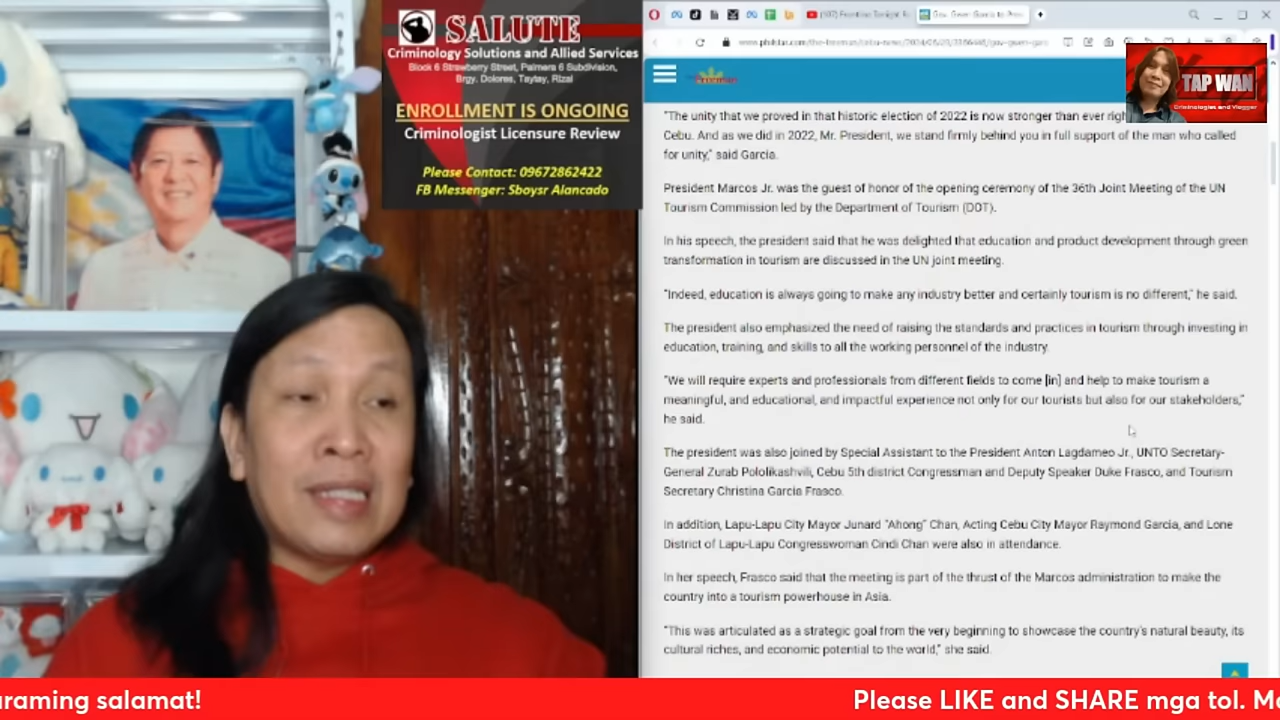 SALUTE
Criminology Solutions and Allied Services
Block 6 Strawberry Street, Palmera 6 Subdivision,
Brgy. Dolores, Taytay, Rizal
ENROLLMENT IS ONGOING
Criminologist Licensure Review
Please Contact: 09672862422
FB Messenger: Sboysr Alancado
TAP WAN
Criminologist and Vlogger
"The unity that we proved in that historic election of 2022 is now stronger than ever
Cebu. And as we did in 2022, Mr. President, we stand firmly behind you in full support of the man who called
for unity," said Garcia.
President Marcos Jr. was the guest of honor of the opening ceremony of the 36th Joint Meeting of the UN
Tourism Commission led by the Department of Tourism (DOT).
In his speech, the president said that he was delighted that education and product development through green
transformation in tourism are discussed in the UN joint meeting.
"Indeed, education is always going to make any industry better and certainly tourism is no different," he said.
The president also emphasized the need of raising the standards and practices in tourism through investing in
education, training, and skills to all the working personnel of the industry.
"We will require experts and professionals from different fields to come [in] and help to make tourism a
meaningful, and educational, and impactful experience not only for our tourists but also for our stakeholders,"
he said.
The president was also joined by Special Assistant to the President Anton Lagdameo Jr., UNTO Secretary-
General Zurab Pololikashvili, Cebu 5th district Congressman and Deputy Speaker Duke Frasco, and Tourism
Secretary Christina Garcia Frasco.
In addition, Lapu-Lapu City Mayor Junard "Ahong" Chan, Acting Cebu City Mayor Raymond Garcia, and Lone
District of Lapu-Lapu Congresswoman Cindi Chan were also in attendance.
In her speech, Frasco said that the meeting is part of the thrust of the Marcos administration to make the
country into a tourism powerhouse in Asia.
"This was articulated as a strategic goal from the very beginning to showcase the country's natural beauty, its
cultural riches, and economic potential to the world," she said.
araming salamat!
Please LIKE and SHARE mga tol. Ma